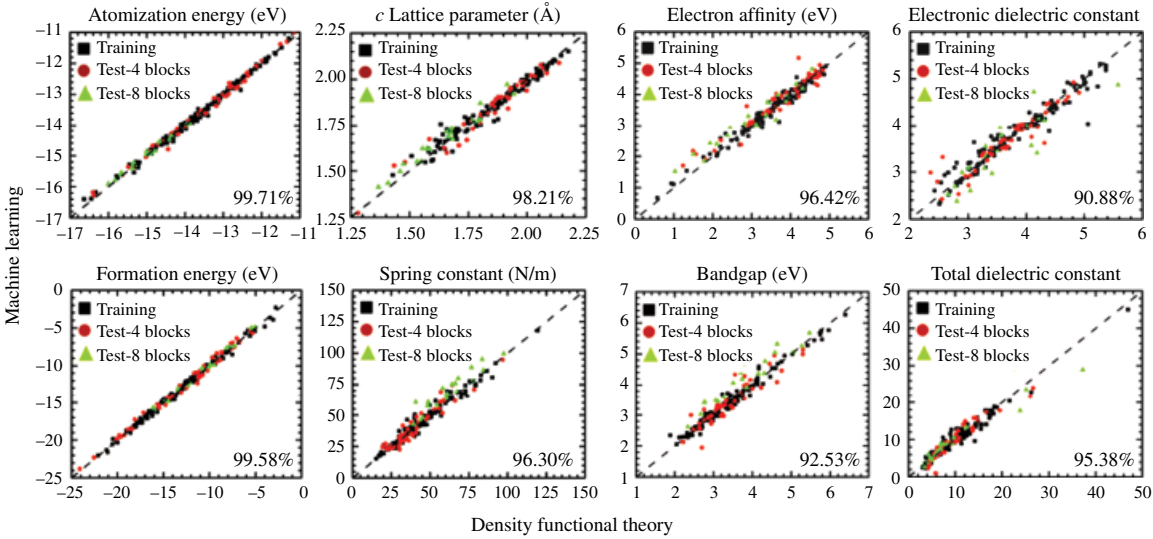 Atomization energy (eV)
−11
−12
−13
−14
−15
−16
−17
Training
Test-4 blocks
Test-8 blocks
99.71%
−17 −16 −15 −14 −13 −12 −11
c Lattice parameter (Å)
2.25
2.00
1.75
1.50
1.25
Training
Test-4 blocks
Test-8 blocks
98.21%
1.25 1.50 1.75 2.00 2.25
Electron affinity (eV)
6
5
4
3
2
1
0
Training
Test-4 blocks
Test-8 blocks
96.42%
0 1 2 3 4 5 6
Electronic dielectric constant
6
5
4
3
2
Training
Test-4 blocks
Test-8 blocks
90.88%
2 3 4 5 6
Machine learning
Formation energy (eV)
0
−5
−10
−15
−20
−25
Training
Test-4 blocks
Test-8 blocks
99.58%
−25 −20 −15 −10 −5 0
Spring constant (N/m)
150
125
100
75
50
25
0
Training
Test-4 blocks
Test-8 blocks
96.30%
0 25 50 75 100 125 150
Bandgap (eV)
7
6
5
4
3
2
1
Training
Test-4 blocks
Test-8 blocks
92.53%
1 2 3 4 5 6 7
Total dielectric constant
50
40
30
20
10
0
Training
Test-4 blocks
Test-8 blocks
95.38%
0 10 20 30 40 50
Density functional theory